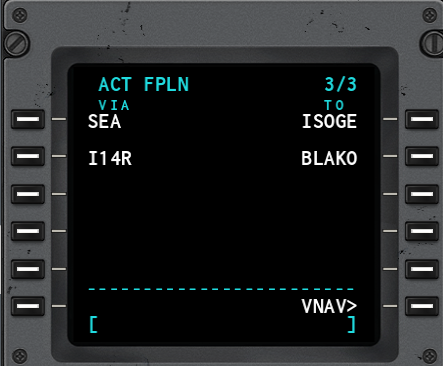 ACT FPLN 3/3
VIA TO
SEA ISOGE
I14R BLAKO
------------------------
VNAV>
[ ]